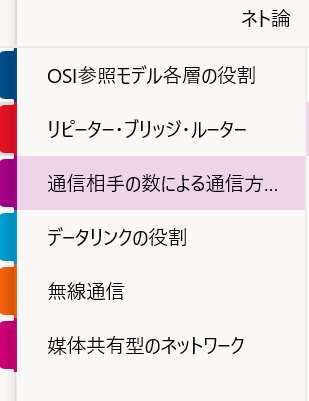 ネト論
OSI参照モデル各層の役割
リピーター・ブリッジ・ルーター
通信相手の数による通信方...
データリンクの役割
無線通信
媒体共有型のネットワーク